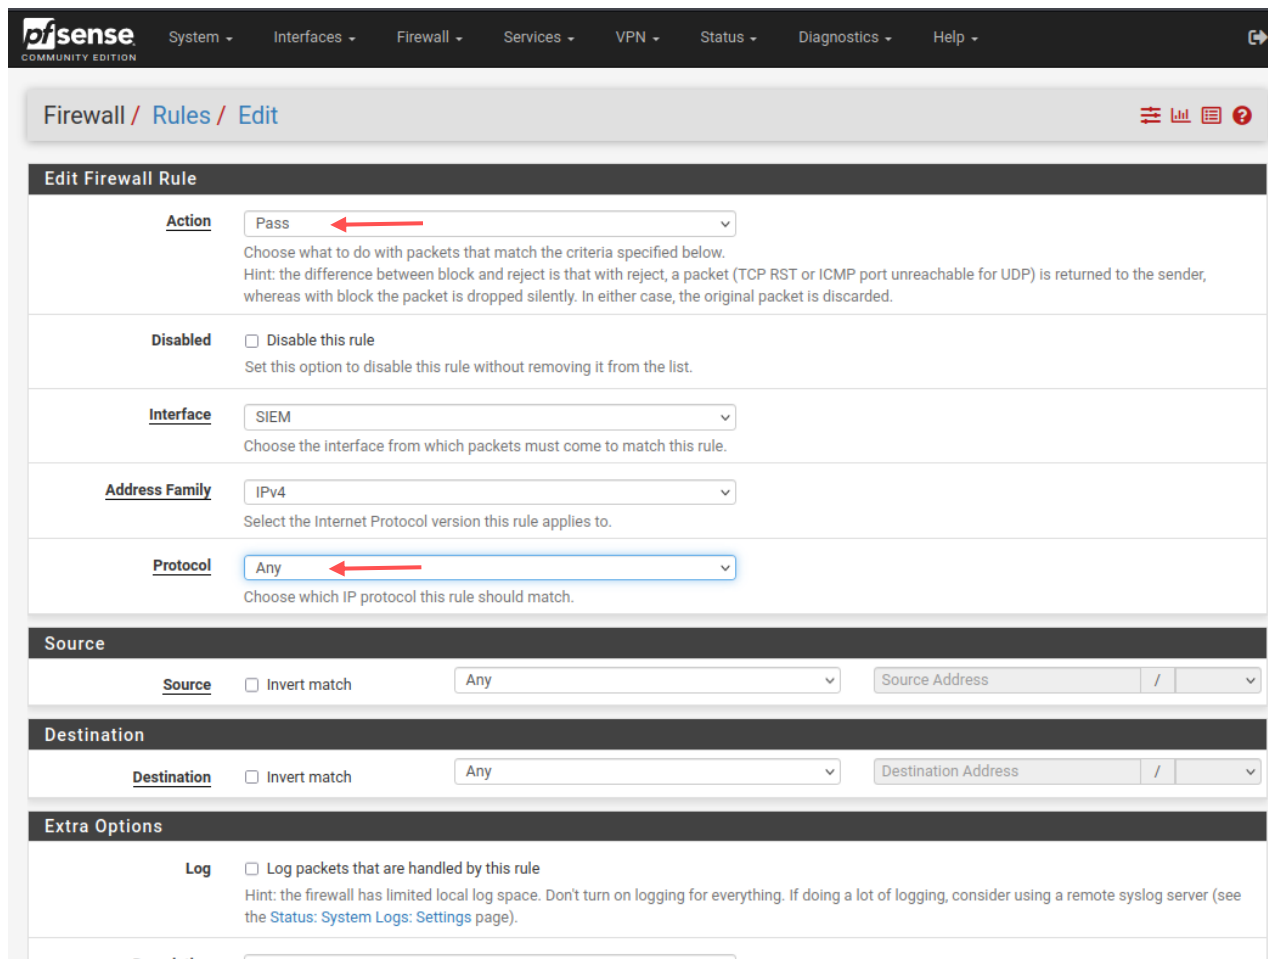 pfsense
COMMUNITY EDITION
System
Interfaces
Firewall
Services
VPN
Status
Diagnostics
Help
Firewall / Rules / Edit
Edit Firewall Rule
Action
Pass
Choose what to do with packets that match the criteria specified below.
Hint: the difference between block and reject is that with reject, a packet (TCP RST or ICMP port unreachable for UDP) is returned to the sender,
whereas with block the packet is dropped silently. In either case, the original packet is discarded.
Disabled
Disable this rule
Set this option to disable this rule without removing it from the list.
Interface
SIEM
Choose the interface from which packets must come to match this rule.
Address Family
IPv4
Select the Internet Protocol version this rule applies to.
Protocol
Any
Choose which IP protocol this rule should match.
Source
Source
Invert match
Any
Source Address
/
Destination
Destination
Invert match
Any
Destination Address
/
Extra Options
Log
Log packets that are handled by this rule
Hint: the firewall has limited local log space. Don't turn on logging for everything. If doing a lot of logging, consider using a remote syslog server (see
the Status: System Logs: Settings page).